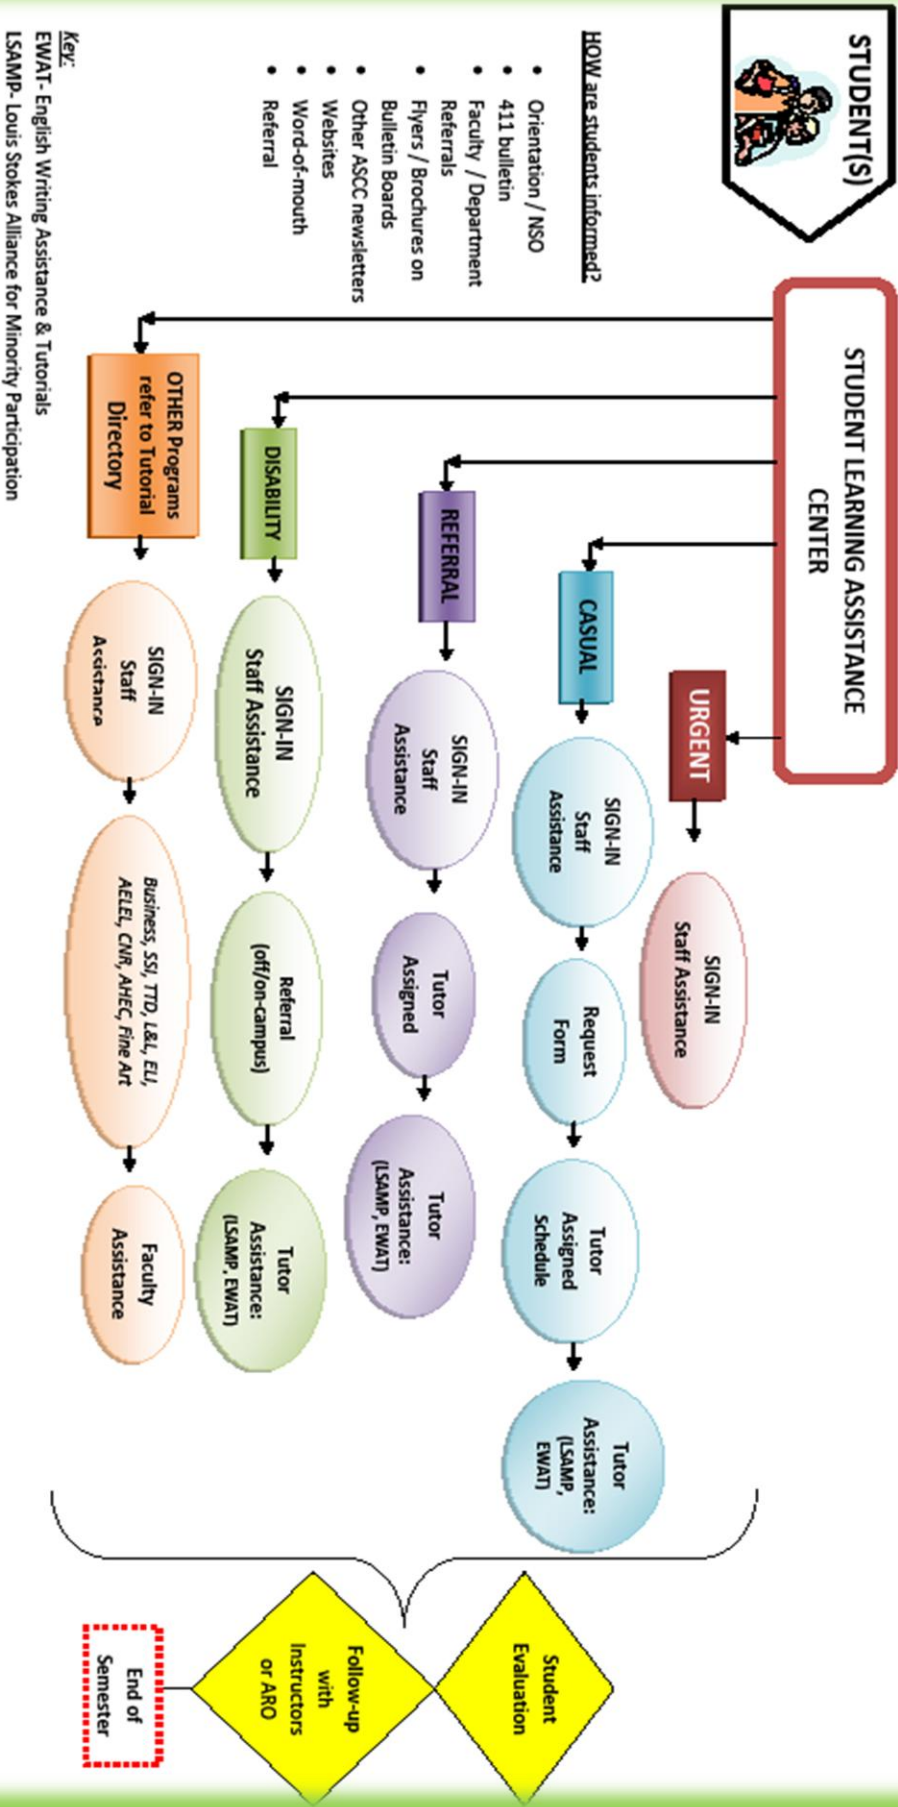 STUDENT(S)
STUDENT LEARNING ASSISTANCE
CENTER
HOW are students informed?
• Orientation / NSO
• 411 bulletin
• Faculty / Department
Referrals
• Flyers / Brochures on
Bulletin Boards
• Other ASCC newsletters
• Websites
• Word-of-mouth
• Referral
URGENT
SIGN-IN
Staff Assistance
CASUAL
SIGN-IN
Staff
Assistance
Request
Form
Tutor
Assigned
Schedule
Tutor
Assistance:
(LSAMP,
EWAT)
REFERRAL
SIGN-IN
Staff
Assistance
Tutor
Assigned
Tutor
Assistance:
(LSAMP, EWAT)
DISABILITY
SIGN-IN
Staff Assistance
Referral
(off/on-campus)
Tutor
Assistance:
(LSAMP, EWAT)
OTHER Programs
refer to Tutorial
Directory
SIGN-IN
Staff
Assistance
Business, SSI, TTD, L&L, ELI,
AELEL, CNR, AHEC, Fine Art
Faculty
Assistance
Student
Evaluation
Follow-up
with
Instructors
or ARO
End of
Semester
Key:
EWAT- English Writing Assistance & Tutorials
LSAMP- Louis Stokes Alliance for Minority Participation